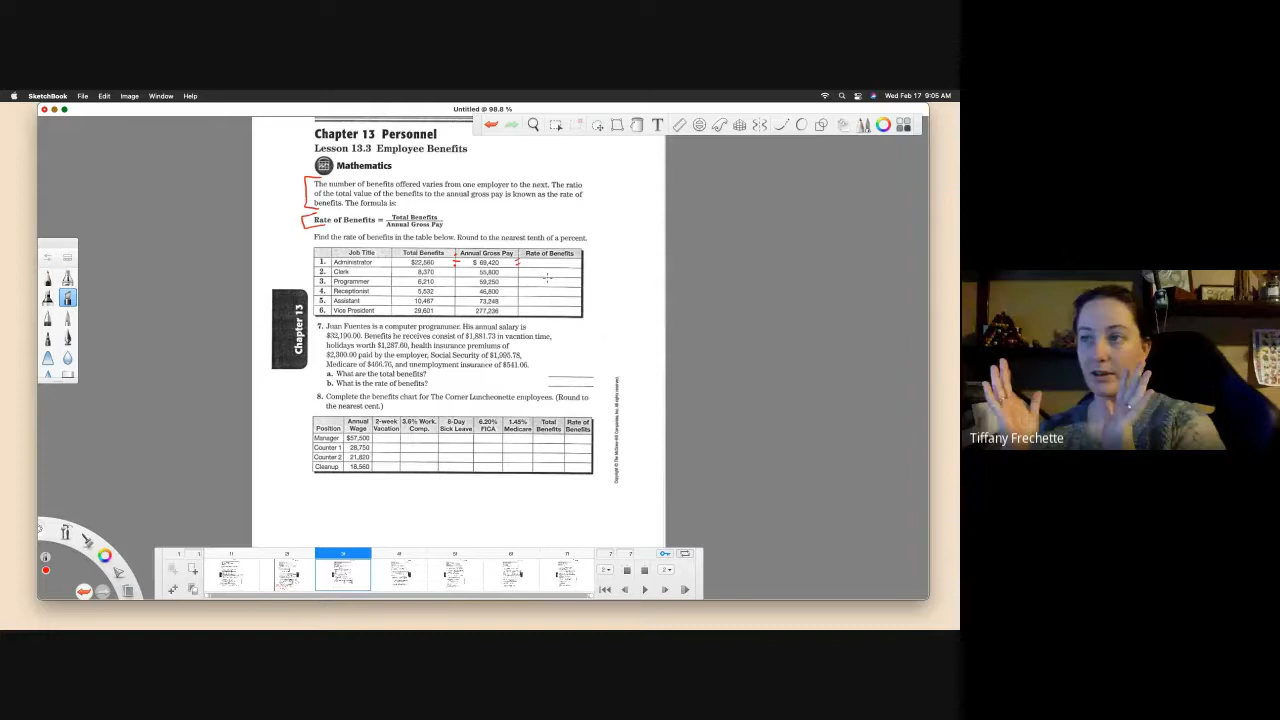 SketchBook File Edit Image Window Help
Wed Feb 17 9:05 AM
Untitled @ 98.8 %
Chapter 13 Personnel
Lesson 13.3 Employee Benefits
Mathematics
The number of benefits offered varies from one employer to the next. The ratio
of the total value of the benefits to the annual gross pay is known as the rate of
benefits. The formula is:
Rate of Benefits = Total Benefits
Annual Gross Pay
Find the rate of benefits in the table below. Round to the nearest tenth of a percent.
Job Title Total Benefits Annual Gross Pay Rate of Benefits
1. Administrator $22,560 $ 69,420
2. Clerk 8,370 55,800
3. Programmer 6,210 59,250
4. Receptionist 5,532 46,800
5. Assistant 10,467 73,248
6. Vice President 29,601 277,236
Chapter 13
7. Juan Fuentes is a computer programmer. His annual salary is
$32,190.00. Benefits he receives consist of $1,881.73 in vacation time,
holidays worth $1,287.60, health insurance premiums of
$2,300.00 paid by the employer, Social Security of $1,995.78,
Medicare of $466.76, and unemployment insurance of $541.06.
a. What are the total benefits?
b. What is the rate of benefits?
8. Complete the benefits chart for The Corner Luncheonette employees. (Round to
the nearest cent.)
Annual 2-week 3.6% Work. 8-Day 6.20% 1.45% Total Rate of
Position Wage Vacation Comp. Sick Leave FICA Medicare Benefits Benefits
Manager $57,500
Counter 1 26,750
Counter 2 21,820
Cleanup 18,560
Tiffany Frechette